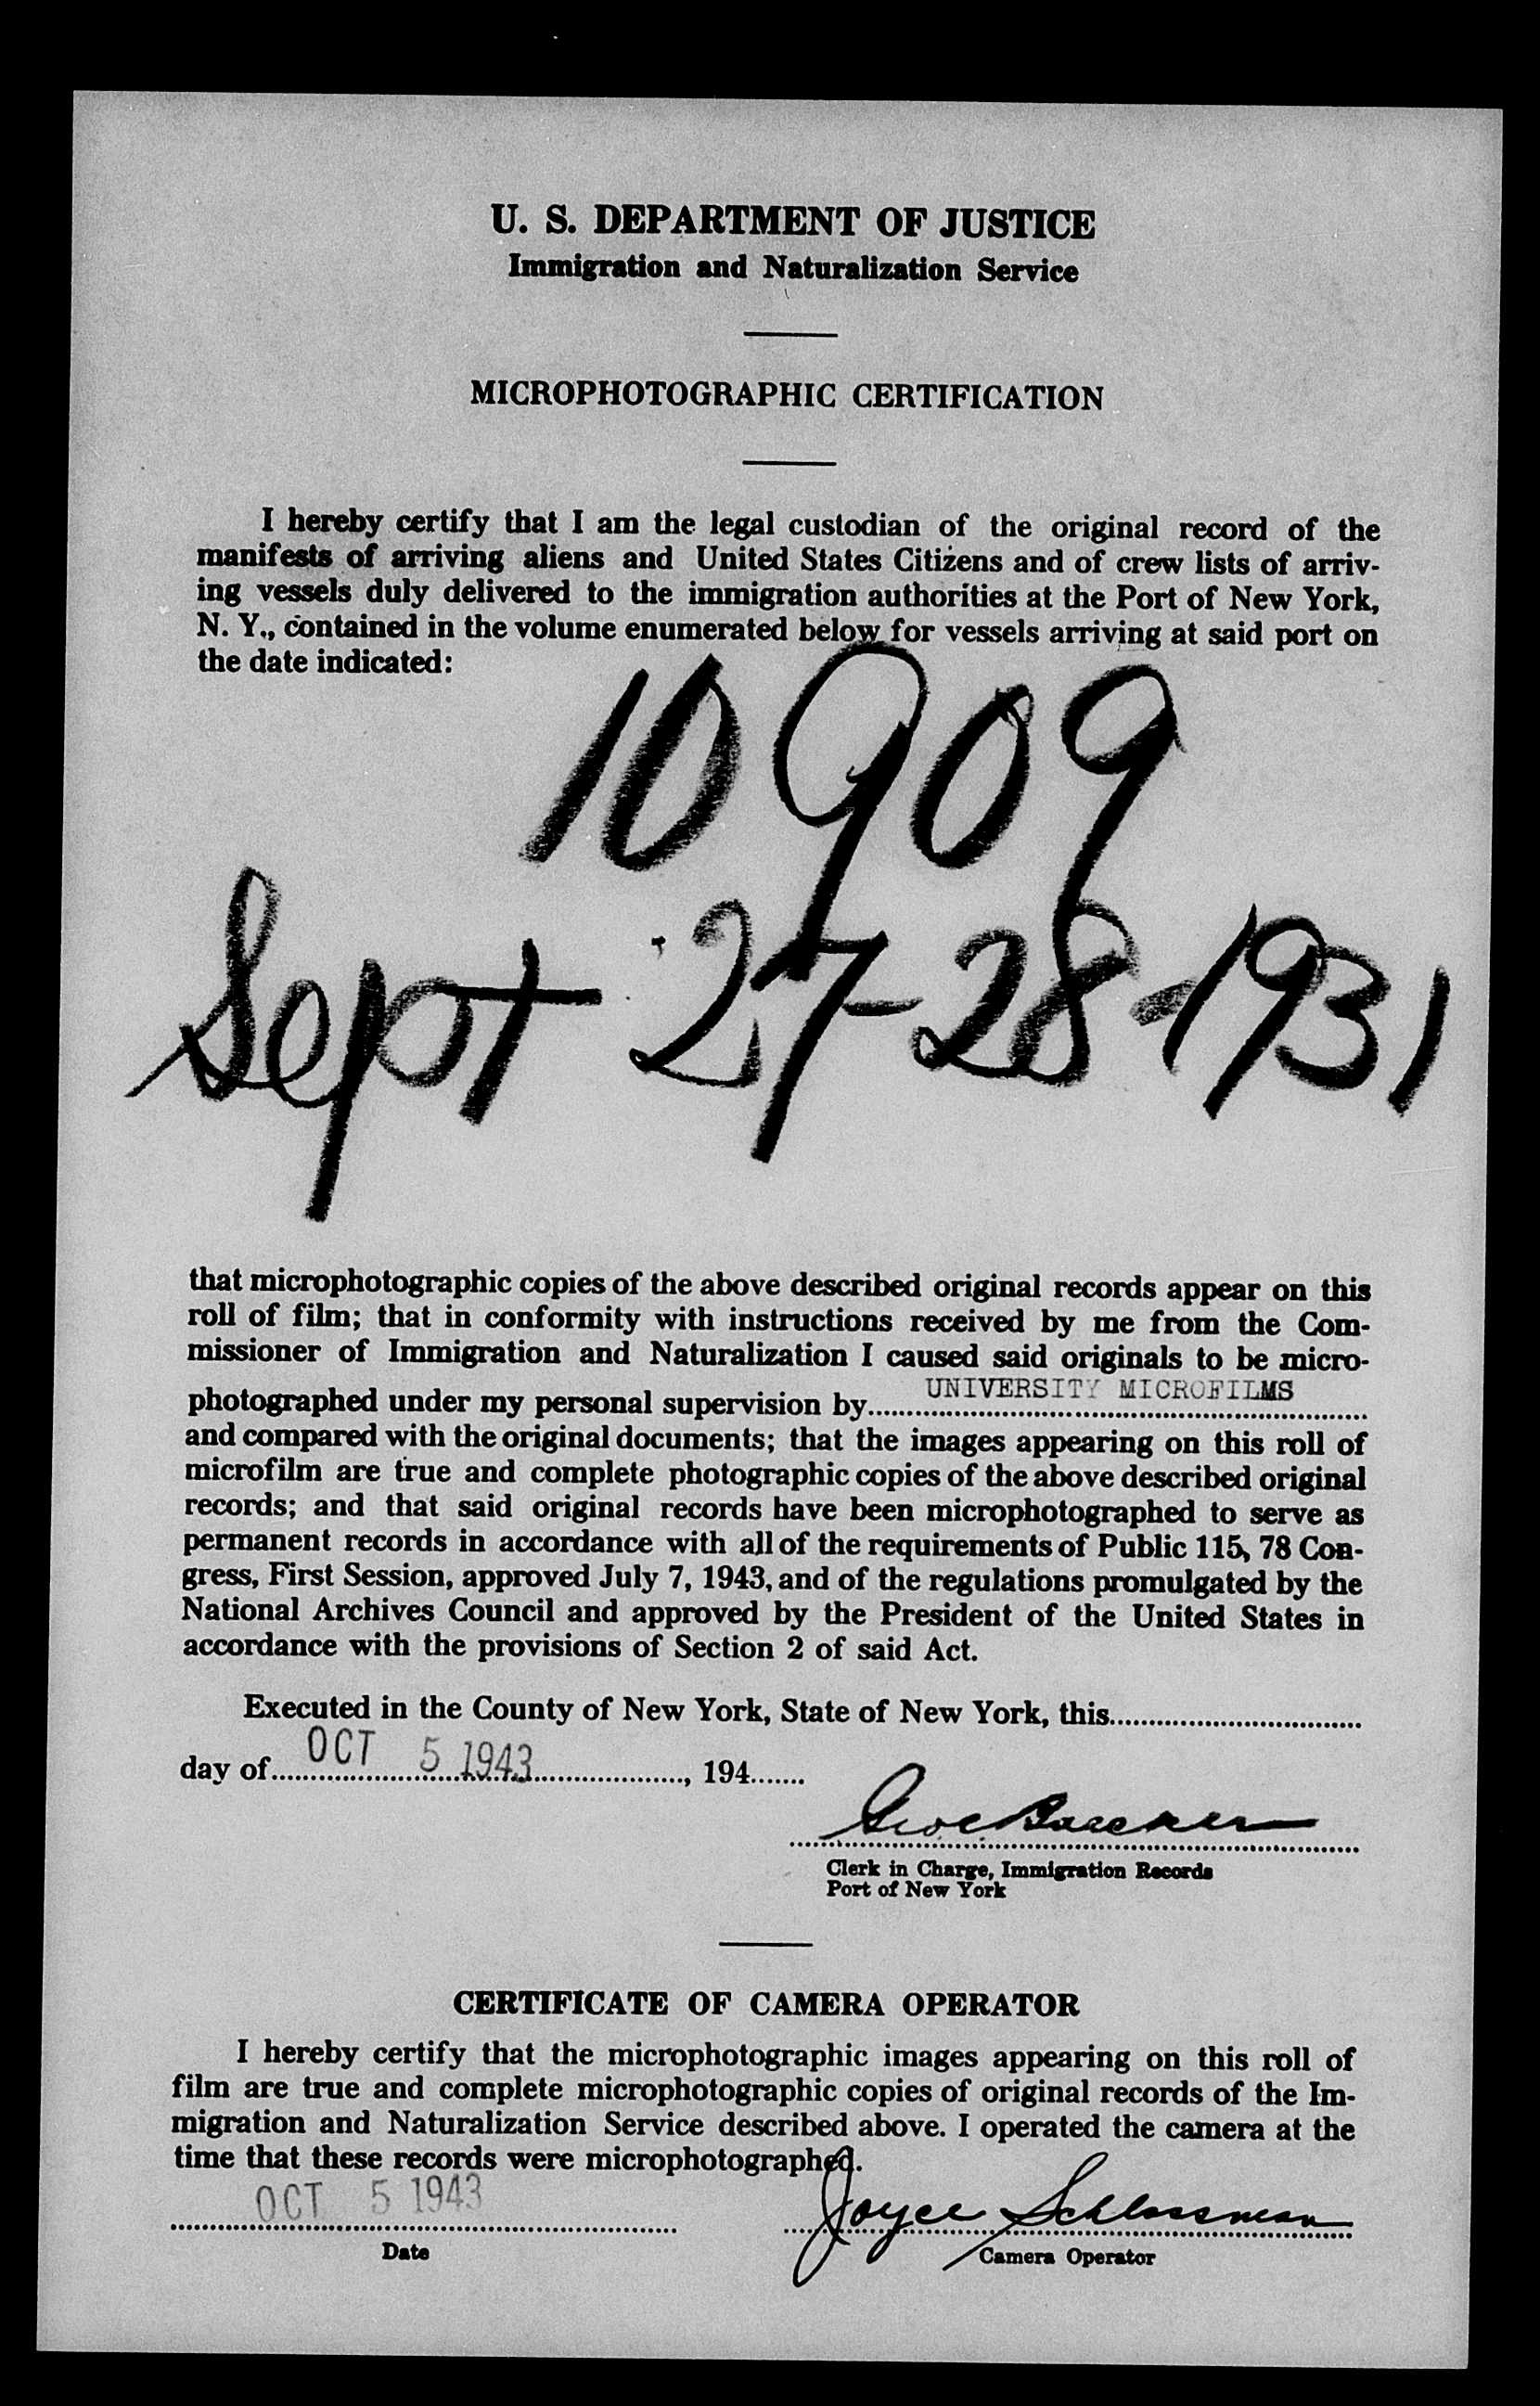 U. S. DEPARTMENT OF JUSTICE
Immigration and Naturalization Service
MICROPHOTOGRAPHIC CERTIFICATION
I hereby certify that I am the legal custodian of the original record of the
manifests of arriving aliens and United States Citizens and of crew lists of arriv-
ing vessels duly delivered to the immigration authorities at the Port of New York,
N. Y., contained in the volume enumerated below for vessels arriving at said port on
the date indicated:
10909
Sept 27-28-1931
that microphotographic copies of the above described original records appear on this
roll of film; that in conformity with instructions received by me from the Com-
missioner of Immigration and Naturalization I caused said originals to be micro-
photographed under my personal supervision by UNIVERSITY MICROFILMS
and compared with the original documents; that the images appearing on this roll of
microfilm are true and complete photographic copies of the above described original
records; and that said original records have been microphotographed to serve as
permanent records in accordance with all of the requirements of Public 115, 78 Con-
gress, First Session, approved July 7, 1943, and of the regulations promulgated by the
National Archives Council and approved by the President of the United States in
accordance with the provisions of Section 2 of said Act.
Executed in the County of New York, State of New York, this
day of OCT 5 1943, 194
Clerk in Charge, Immigration Records
Port of New York
CERTIFICATE OF CAMERA OPERATOR
I hereby certify that the microphotographic images appearing on this roll of
film are true and complete microphotographic copies of original records of the Im-
migration and Naturalization Service described above. I operated the camera at the
time that these records were microphotographed.
OCT 5 1943 Joyce Schlossman
Date Camera Operator